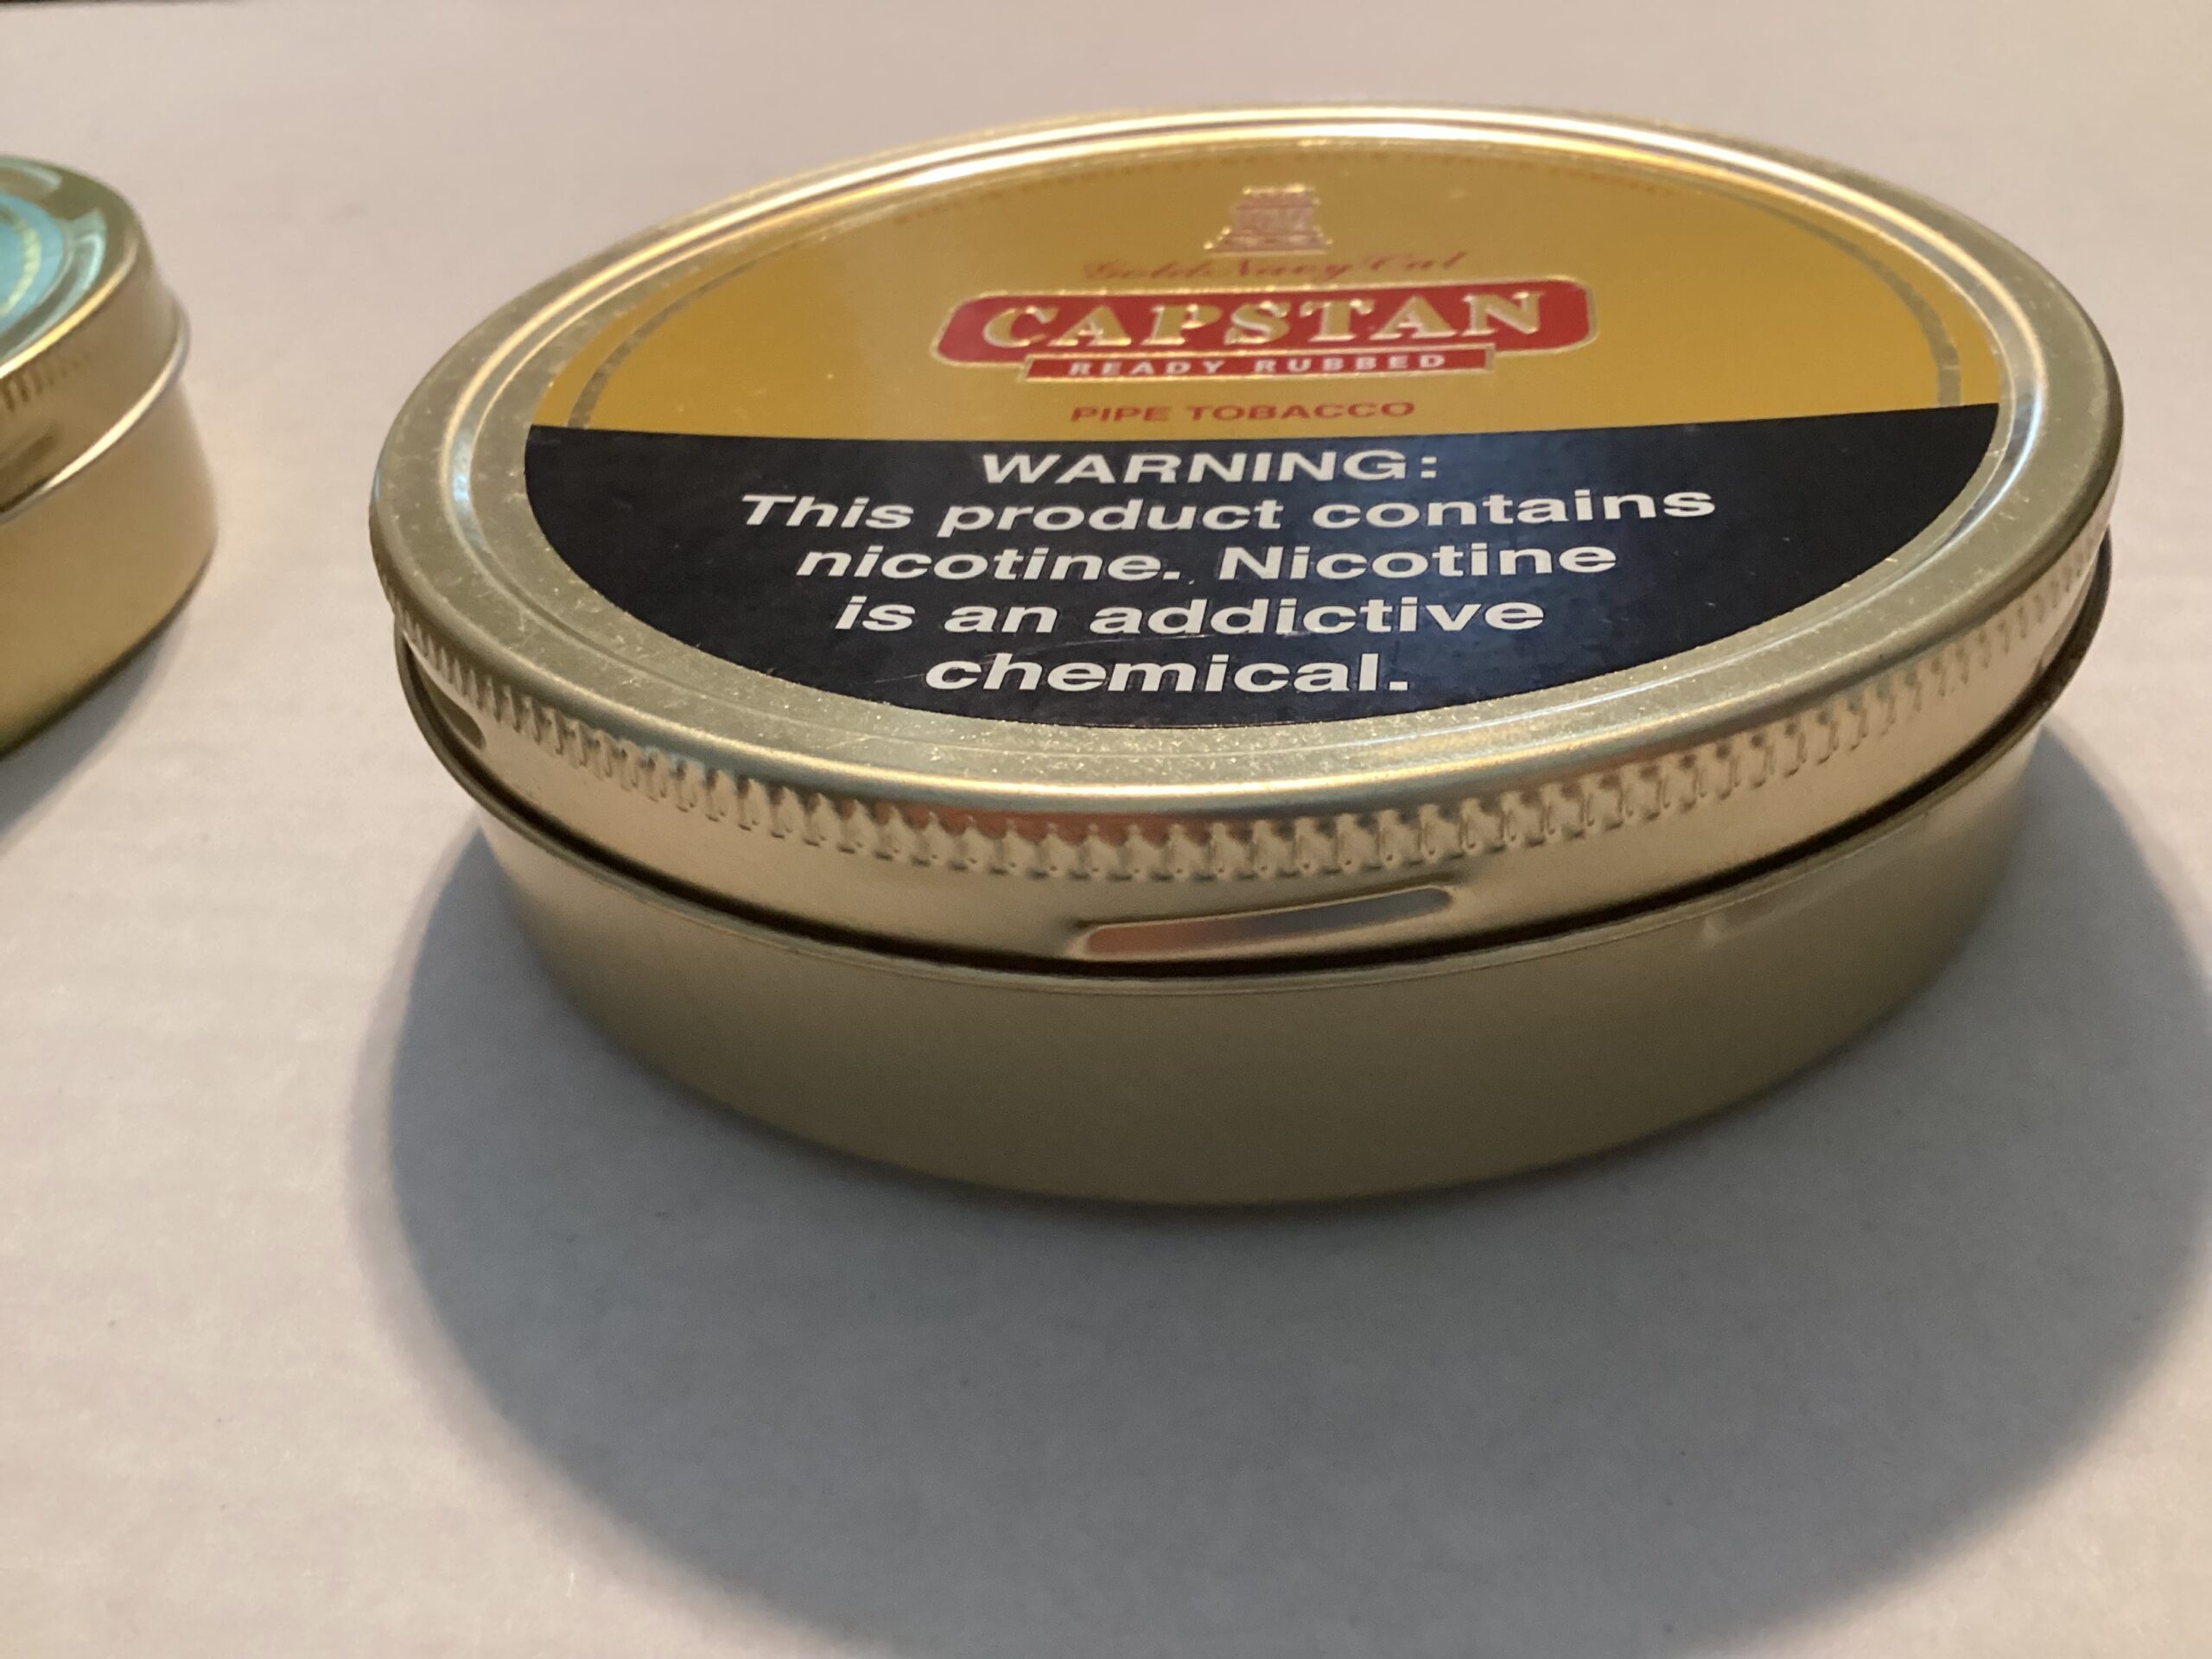 Gold Navy Cut
CAPSTAN
READY RUBBED
PIPE TOBACCO
WARNING:
This product contains
nicotine. Nicotine
is an addictive
chemical.